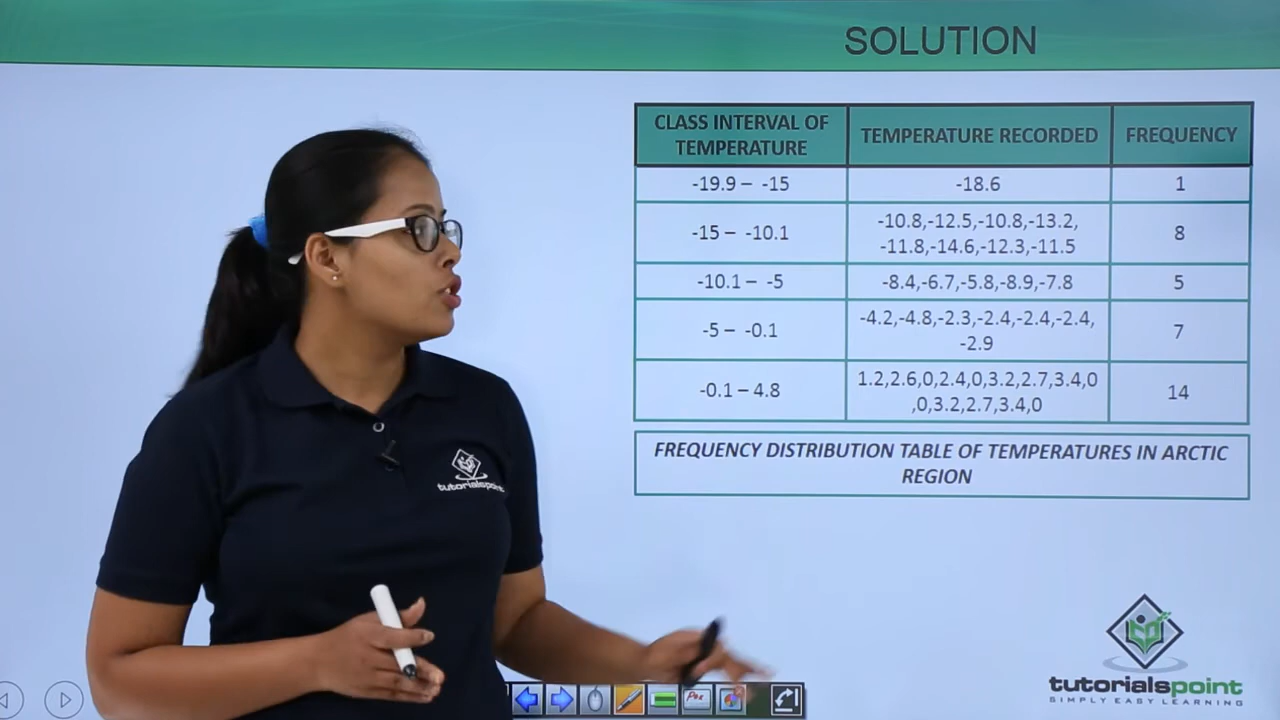 SOLUTION
CLASS INTERVAL OF
TEMPERATURE
TEMPERATURE RECORDED
FREQUENCY
-19.9 – -15
-18.6
1
-15 – -10.1
-10.8,-12.5,-10.8,-13.2,
-11.8,-14.6,-12.3,-11.5
8
-10.1 – -5
-8.4,-6.7,-5.8,-8.9,-7.8
5
-5 – -0.1
-4.2,-4.8,-2.3,-2.4,-2.4,-2.4,
-2.9
7
-0.1 – 4.8
1.2,2.6,0,2.4,0,3.2,2.7,3.4,0
,0,3.2,2.7,3.4,0
14
FREQUENCY DISTRIBUTION TABLE OF TEMPERATURES IN ARCTIC
REGION
tutorialspoint
tutorialspoint
SIMPLY EASY LEARNING